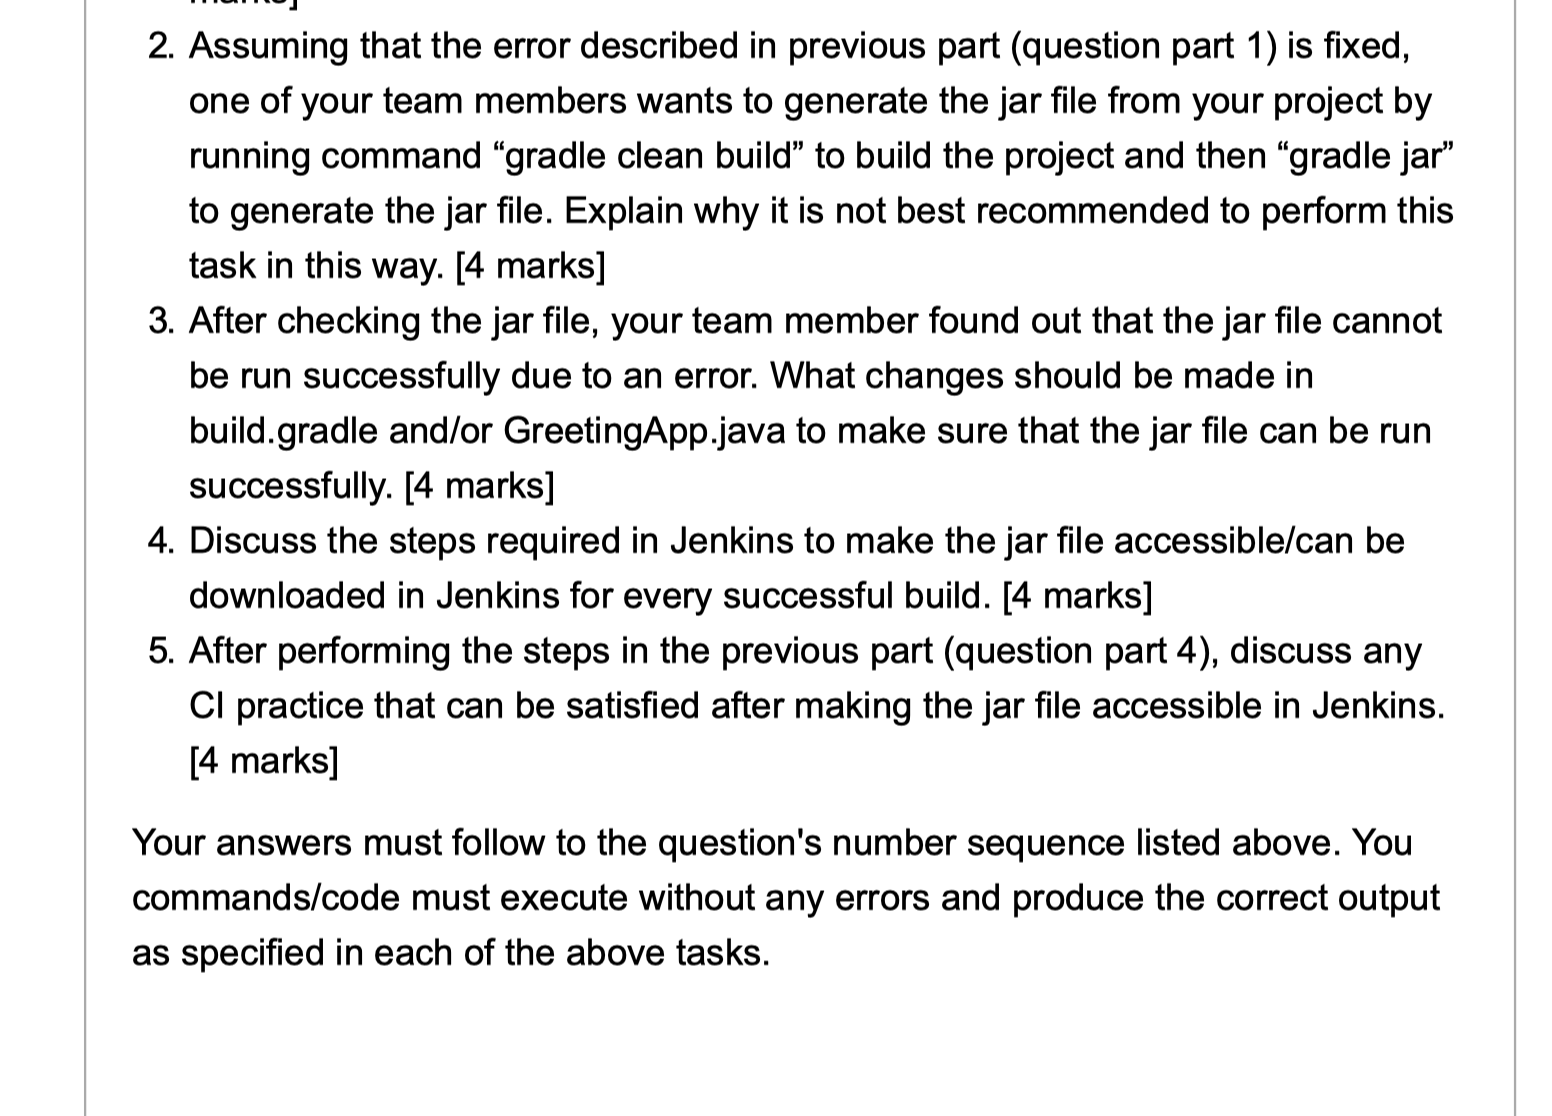 2. Assuming that the error described in previous part (question part 1) is fixed,
one of your team members wants to generate the jar file from your project by
running command “gradle clean build” to build the project and then “gradle jar”
to generate the jar file. Explain why it is not best recommended to perform this
task in this way. [4 marks]
3. After checking the jar file, your team member found out that the jar file cannot
be run successfully due to an error. What changes should be made in
build.gradle and/or GreetingApp.java to make sure that the jar file can be run
successfully. [4 marks]
4. Discuss the steps required in Jenkins to make the jar file accessible/can be
downloaded in Jenkins for every successful build. [4 marks]
5. After performing the steps in the previous part (question part 4), discuss any
CI practice that can be satisfied after making the jar file accessible in Jenkins.
[4 marks]
Your answers must follow to the question's number sequence listed above. You
commands/code must execute without any errors and produce the correct output
as specified in each of the above tasks.